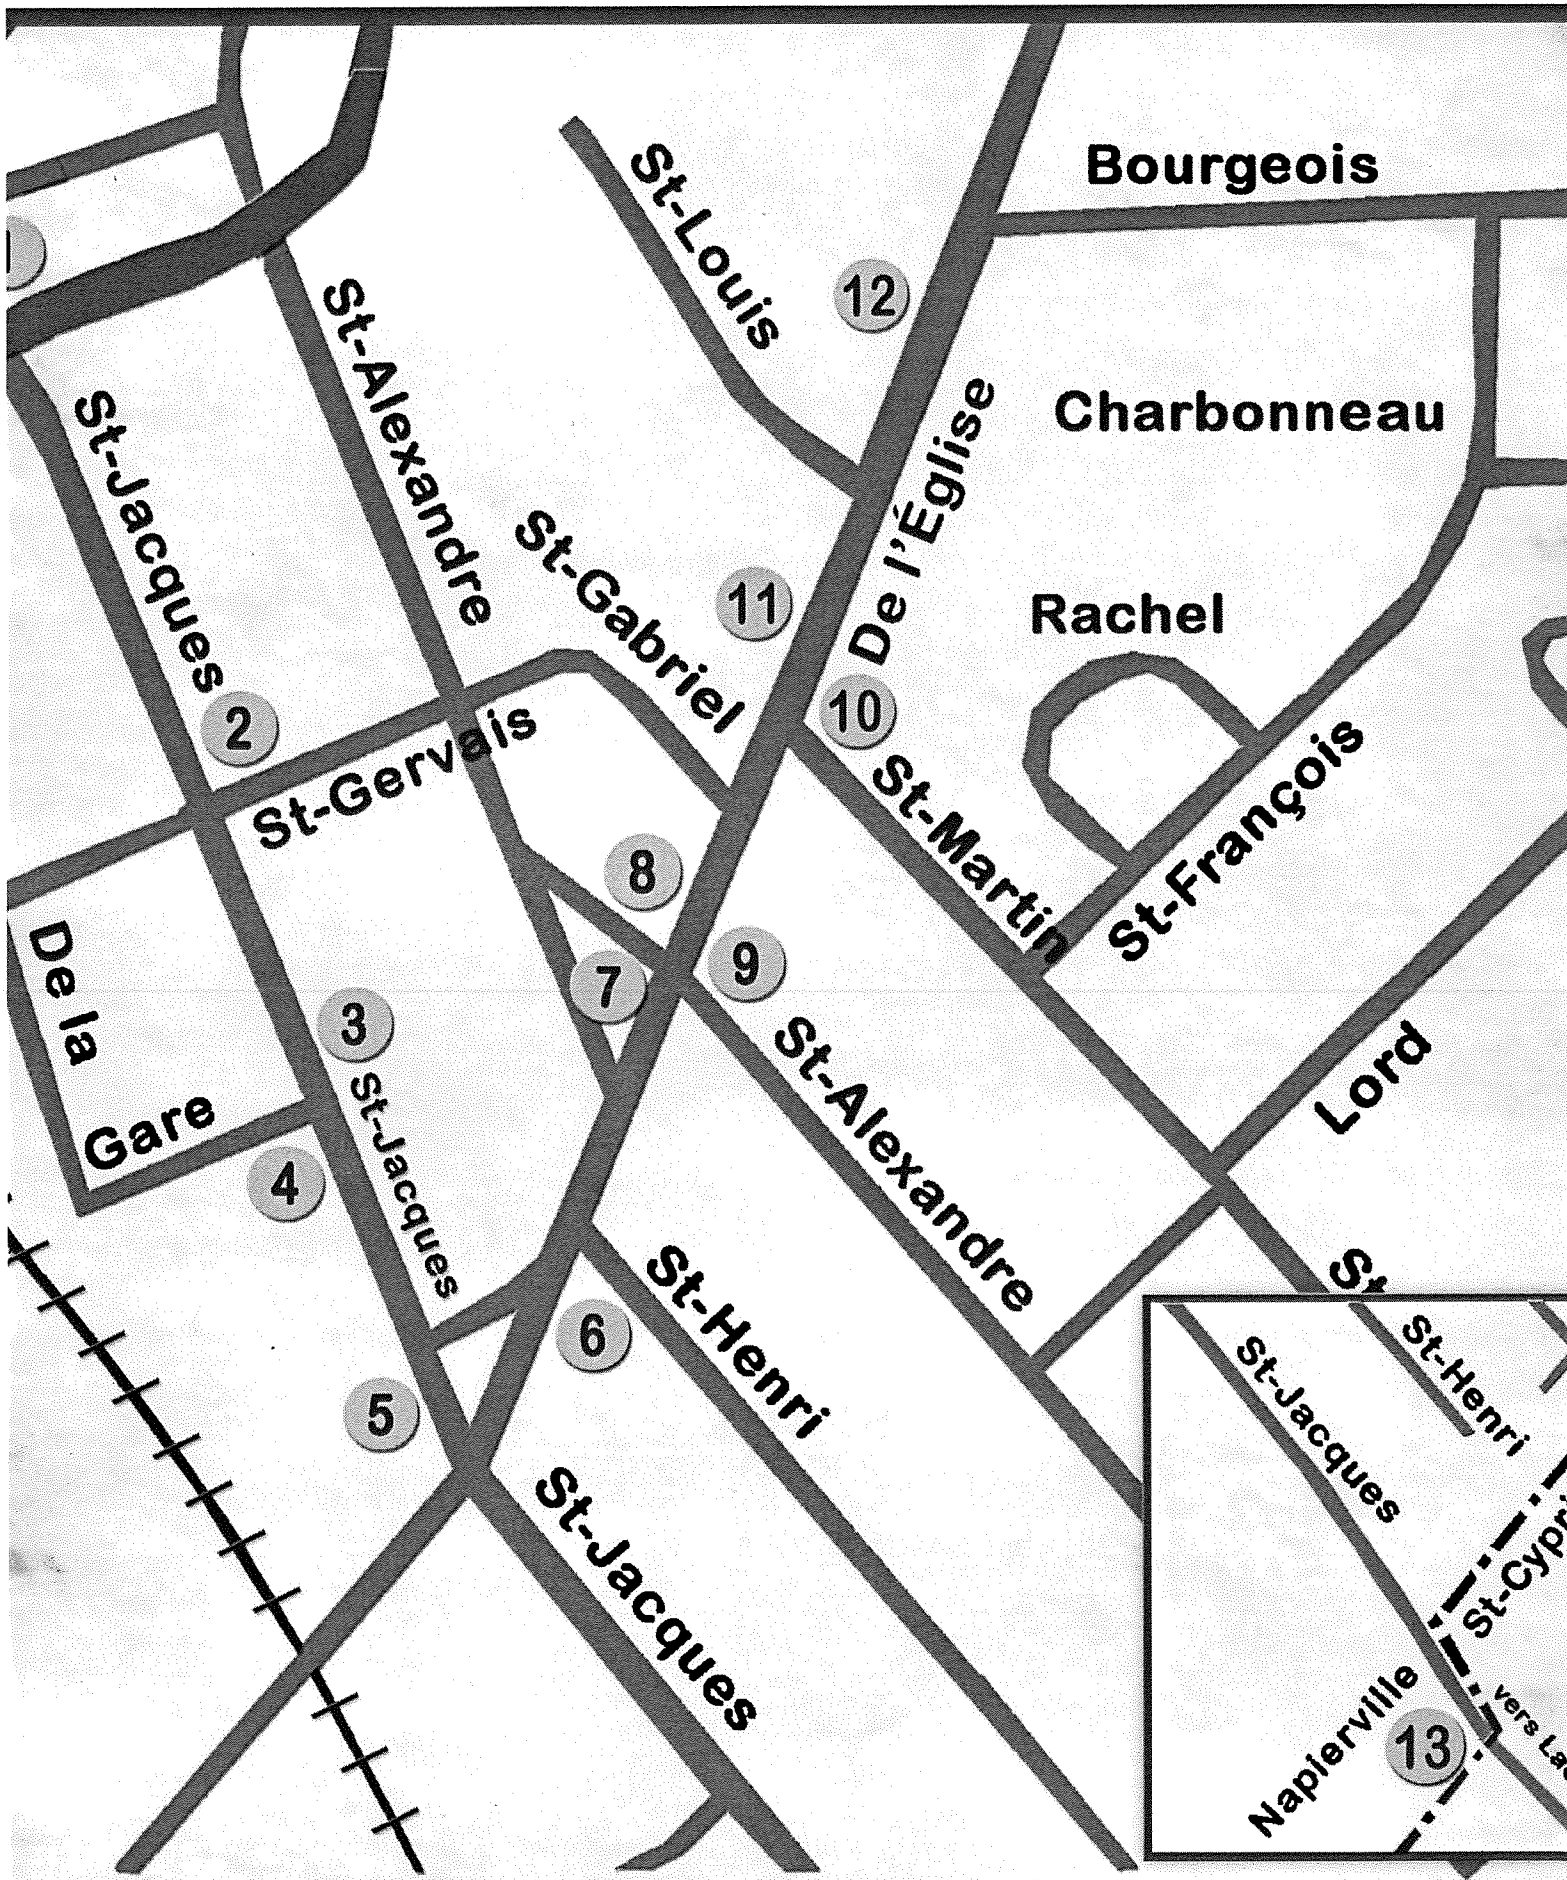 Bourgeois
St-Louis
12
St-Alexandre
Charbonneau
De l'Église
St-Jacques
St-Gabriel
11
Rachel
10
2
St-Gervais
St-Martin
St-François
8
De la
Gare
9
7
3
St-Jacques
St-Alexandre
Lord
4
St-Henri
6
5
St-Jacques
St-Henri
St-Jacques
Napierville
13
vers